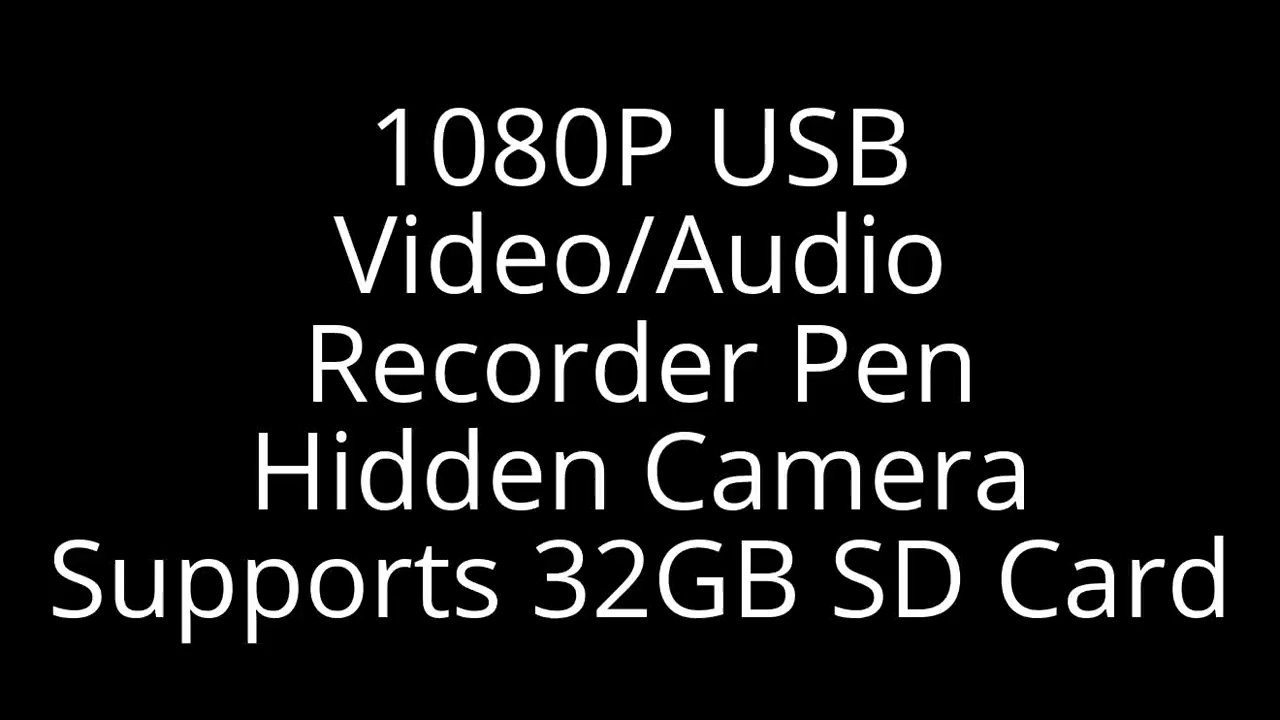 1080P USB
Video/Audio
Recorder Pen
Hidden Camera
Supports 32GB SD Card